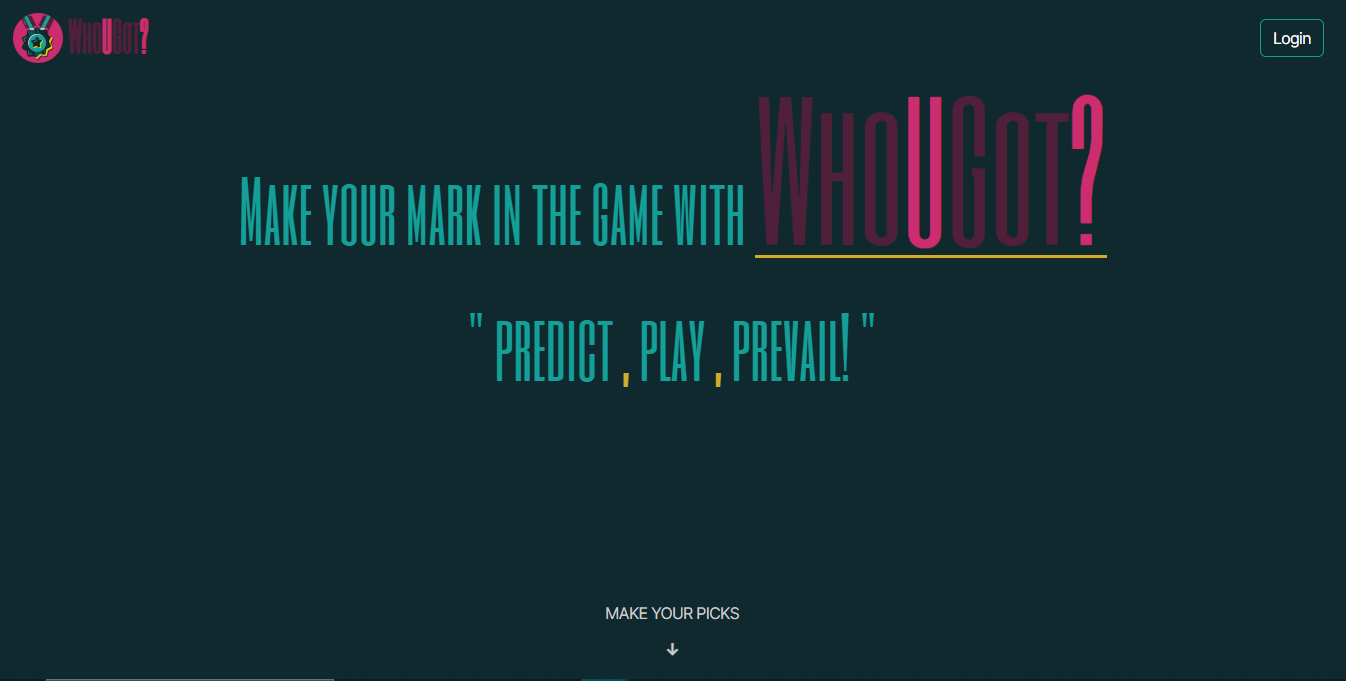 WHOUGOT?
Login
MAKE YOUR MARK IN THE GAME WITH WHOUGOT?
" PREDICT , PLAY , PREVAIL! "
MAKE YOUR PICKS